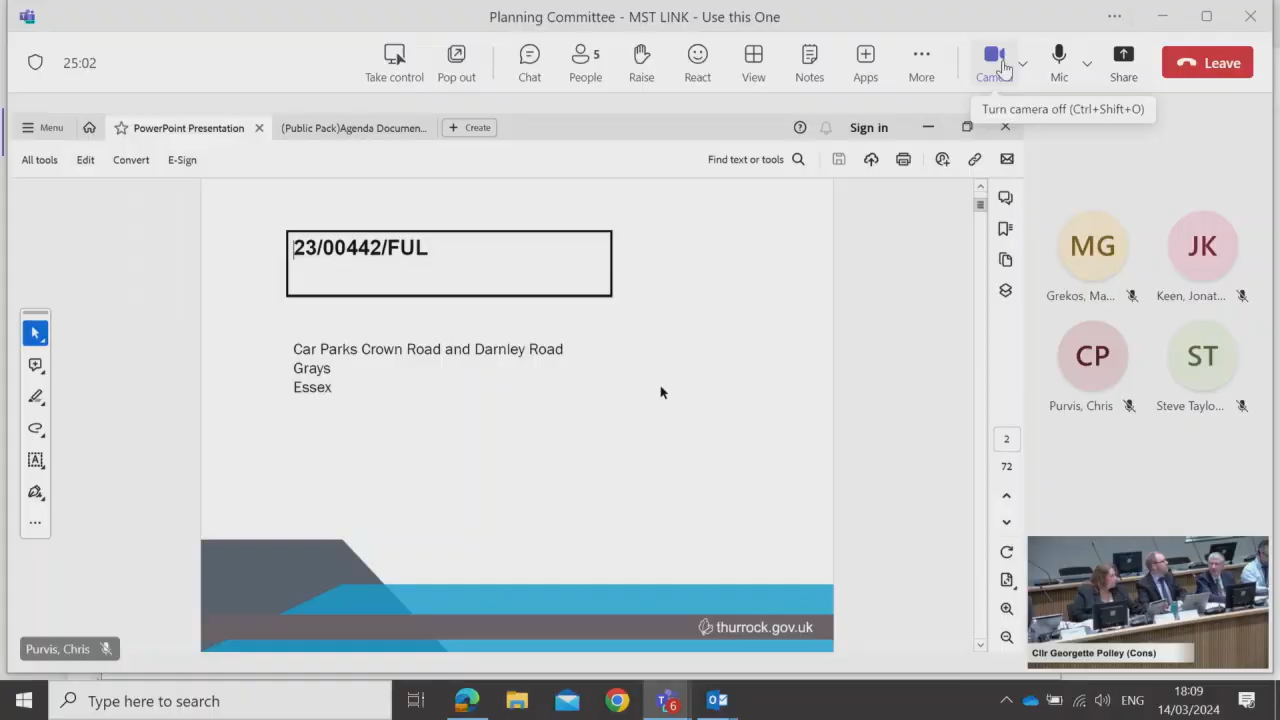 Planning Committee - MST LINK - Use this One
25:02
Take control
Pop out
Chat
5
People
Raise
React
View
Notes
Apps
More
Camera
Mic
Share
Leave
Turn camera off (Ctrl+Shift+O)
Menu
PowerPoint Presentation
(Public Pack)Agenda Documen...
Create
Sign in
All tools
Edit
Convert
E-Sign
Find text or tools
23/00442/FUL
Car Parks Crown Road and Darnley Road
Grays
Essex
thurrock.gov.uk
2
72
MG
Grekos, Ma...
JK
Keen, Jonat...
CP
Purvis, Chris
ST
Steve Taylo...
Cllr Georgette Polley (Cons)
Purvis, Chris
Type here to search
6
ENG
18:09
14/03/2024